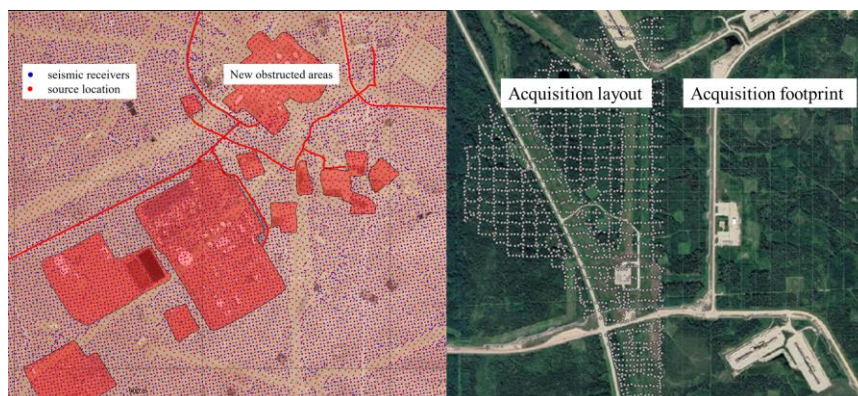 seismic receivers
source location
New obstructed areas
Acquisition layout
Acquisition footprint